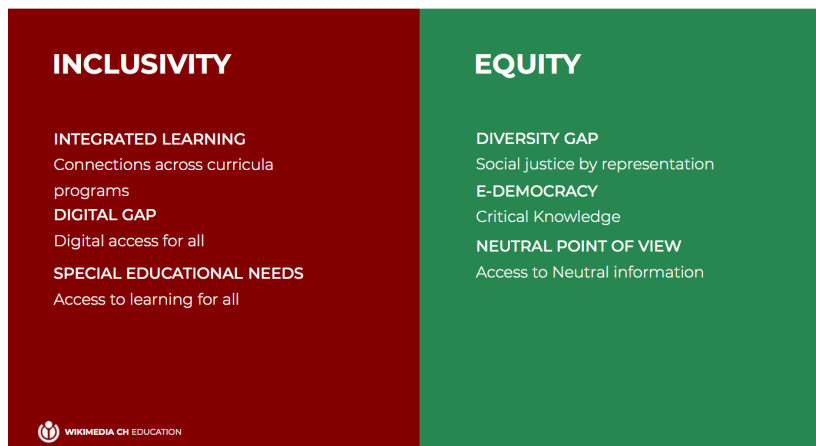 INCLUSIVITY
INTEGRATED LEARNING
Connections across curricula
programs
DIGITAL GAP
Digital access for all
SPECIAL EDUCATIONAL NEEDS
Access to learning for all
WIKIMEDIA CH EDUCATION
EQUITY
DIVERSITY GAP
Social justice by representation
E-DEMOCRACY
Critical Knowledge
NEUTRAL POINT OF VIEW
Access to Neutral information